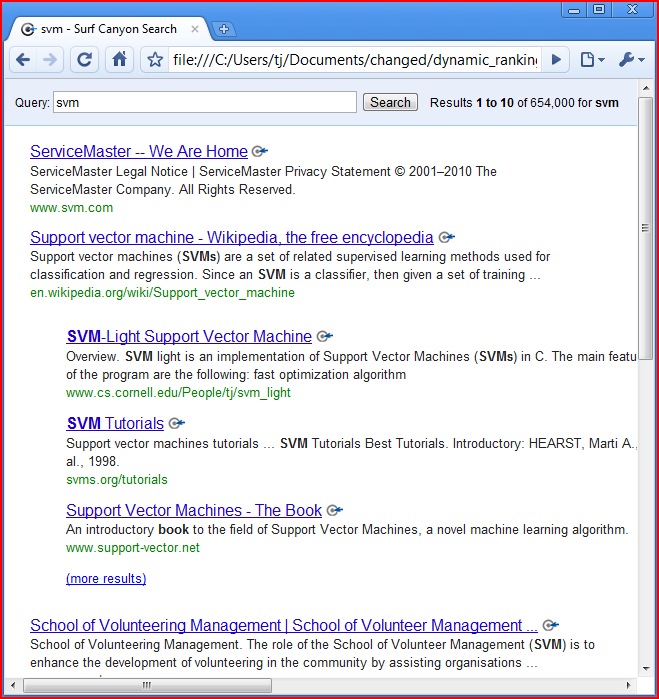 svm - Surf Canyon Search
file:///C:/Users/tj/Documents/changed/dynamic_ranking
Query: svm Search Results 1 to 10 of 654,000 for svm
ServiceMaster -- We Are Home
ServiceMaster Legal Notice | ServiceMaster Privacy Statement © 2001–2010 The
ServiceMaster Company. All Rights Reserved.
www.svm.com
Support vector machine - Wikipedia, the free encyclopedia
Support vector machines (SVMs) are a set of related supervised learning methods used for
classification and regression. Since an SVM is a classifier, then given a set of training ...
en.wikipedia.org/wiki/Support_vector_machine
SVM-Light Support Vector Machine
Overview. SVM light is an implementation of Support Vector Machines (SVMs) in C. The main featu
of the program are the following: fast optimization algorithm
www.cs.cornell.edu/People/tj/svm_light
SVM Tutorials
Support vector machines tutorials ... SVM Tutorials Best Tutorials. Introductory: HEARST, Marti A.,
al., 1998.
svms.org/tutorials
Support Vector Machines - The Book
An introductory book to the field of Support Vector Machines, a novel machine learning algorithm.
www.support-vector.net
(more results)
School of Volunteering Management | School of Volunteer Management ...
School of Volunteering Management. The role of the School of Volunteer Management (SVM) is to
enhance the development of volunteering in the community by assisting organisations ...